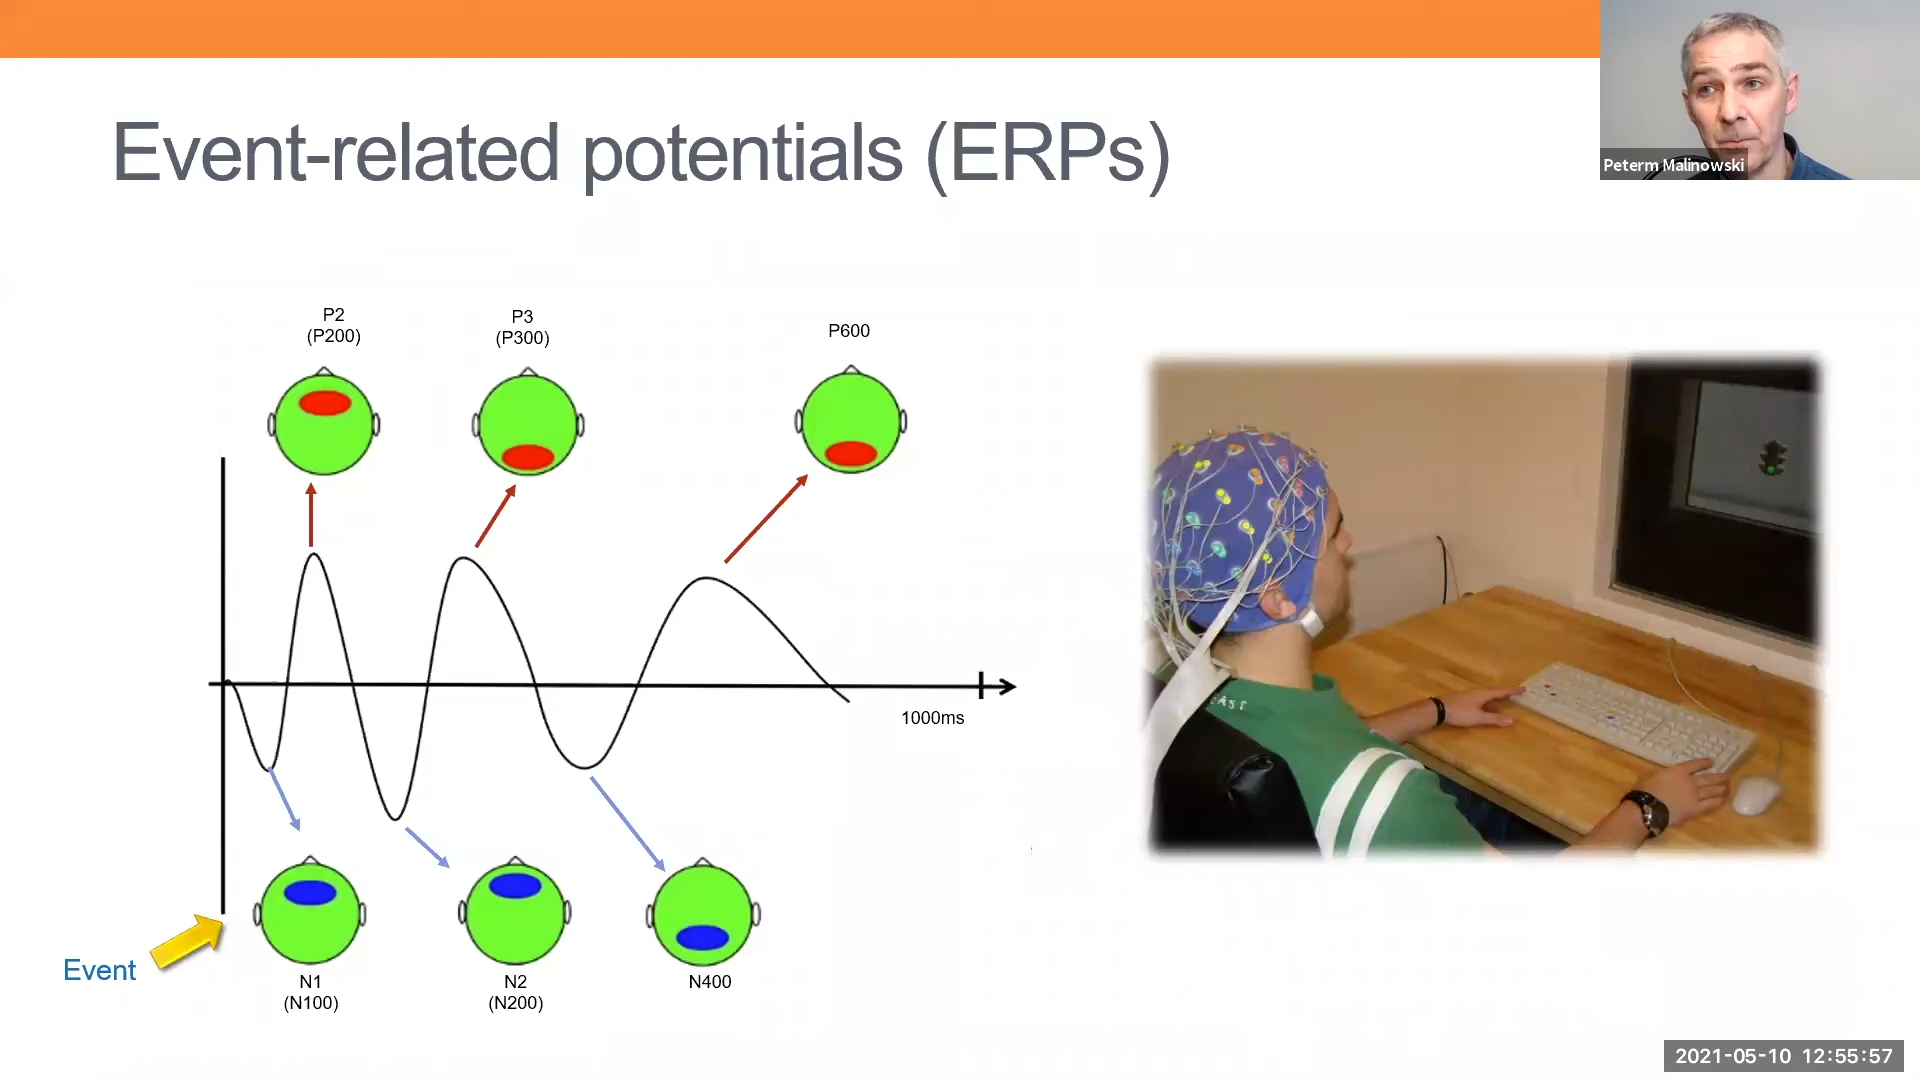 Event-related potentials (ERPs)
Peterm Malinowski
P2
(P200)
P3
(P300)
P600
1000ms
Event
N1
(N100)
N2
(N200)
N400
2021-05-10 12:55:57